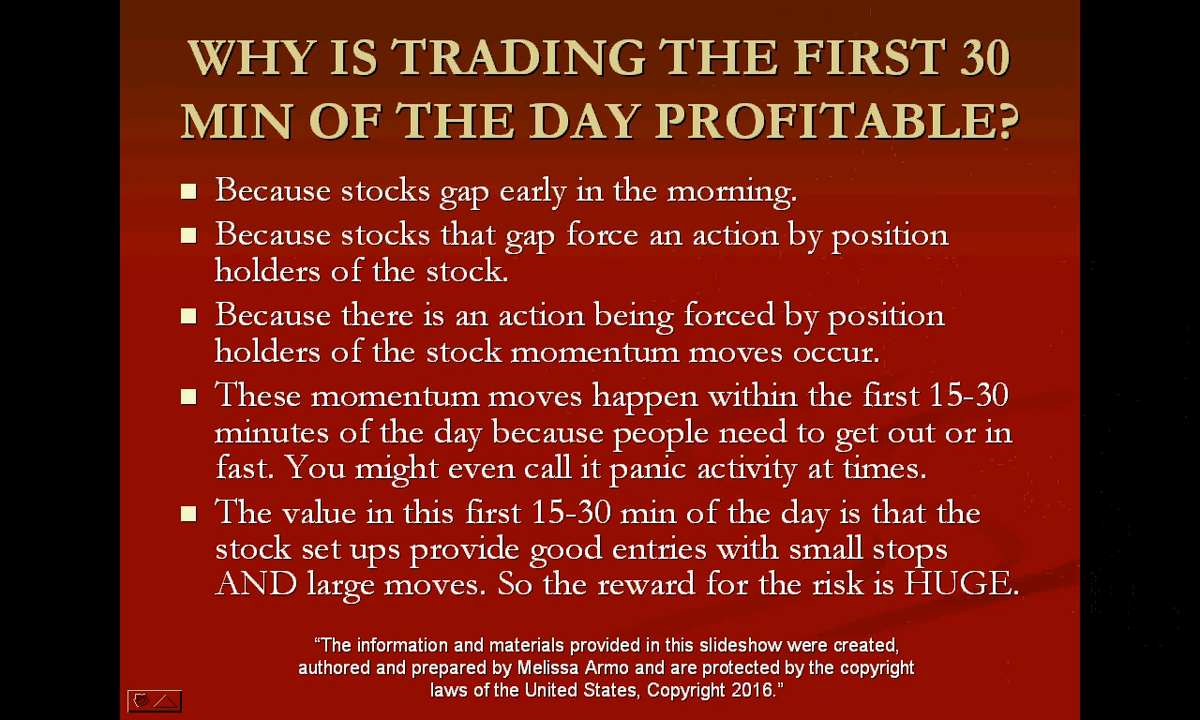 WHY IS TRADING THE FIRST 30
MIN OF THE DAY PROFITABLE?
Because stocks gap early in the morning.
Because stocks that gap force an action by position
holders of the stock.
Because there is an action being forced by position
holders of the stock momentum moves occur.
These momentum moves happen within the first 15-30
minutes of the day because people need to get out or in
fast. You might even call it panic activity at times.
The value in this first 15-30 min of the day is that the
stock set ups provide good entries with small stops
AND large moves. So the reward for the risk is HUGE.
“The information and materials provided in this slideshow were created,
authored and prepared by Melissa Armo and are protected by the copyright
laws of the United States, Copyright 2016.”